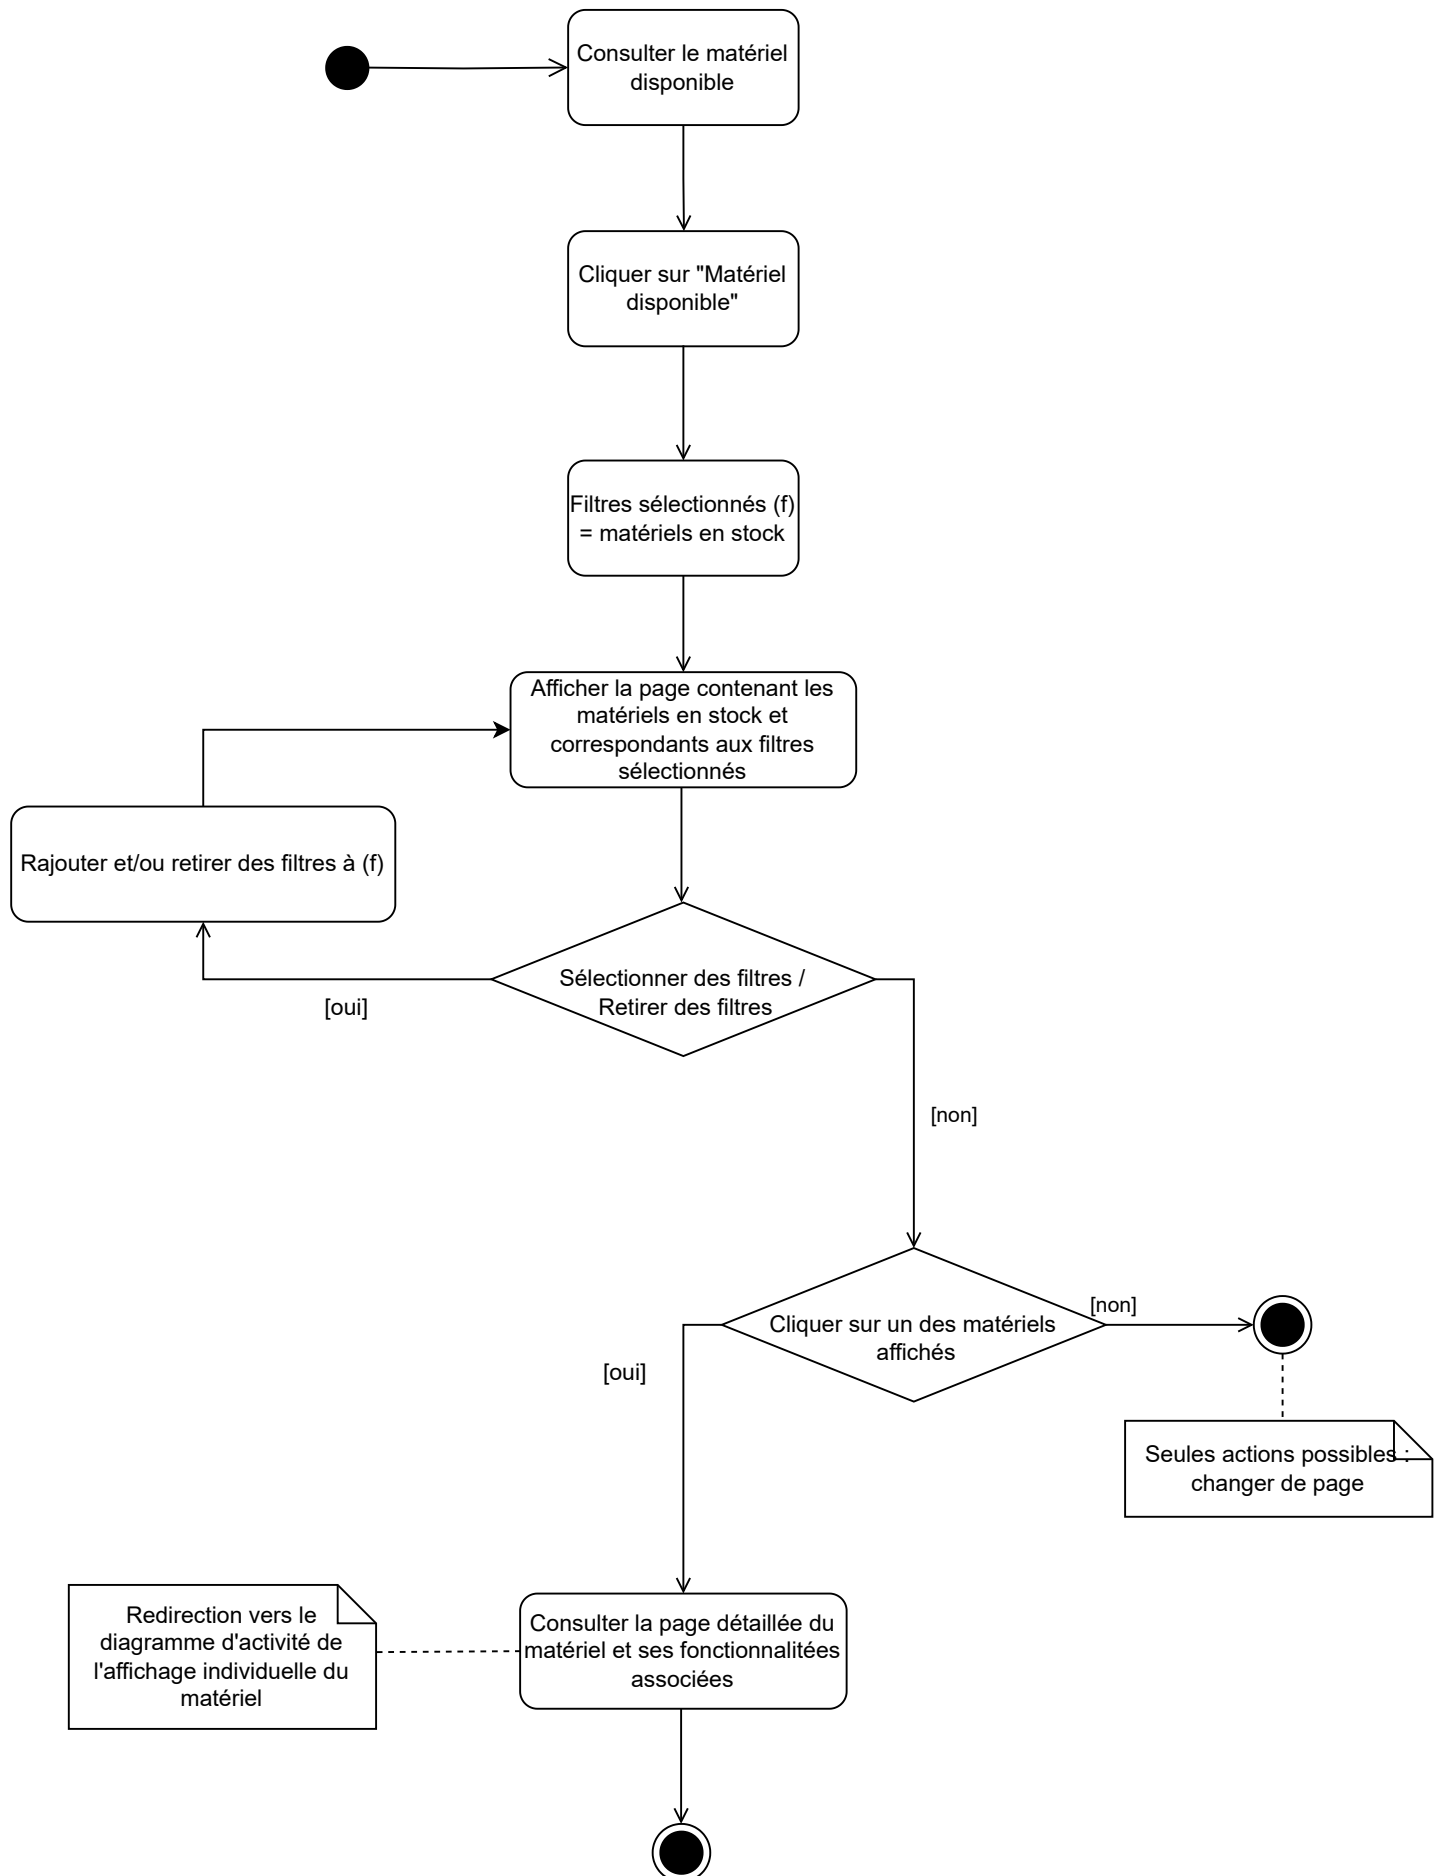 Consulter le matériel
disponible
Cliquer sur "Matériel
disponible"
Filtres sélectionnés (f)
= matériels en stock
Afficher la page contenant les
matériels en stock et
correspondants aux filtres
sélectionnés
Rajouter et/ou retirer des filtres à (f)
Sélectionner des filtres /
Retirer des filtres
[oui]
[non]
Cliquer sur un des matériels
affichés
[non]
[oui]
Seules actions possibles :
changer de page
Redirection vers le
diagramme d'activité de
l'affichage individuelle du
matériel
Consulter la page détaillée du
matériel et ses fonctionnalitées
associées